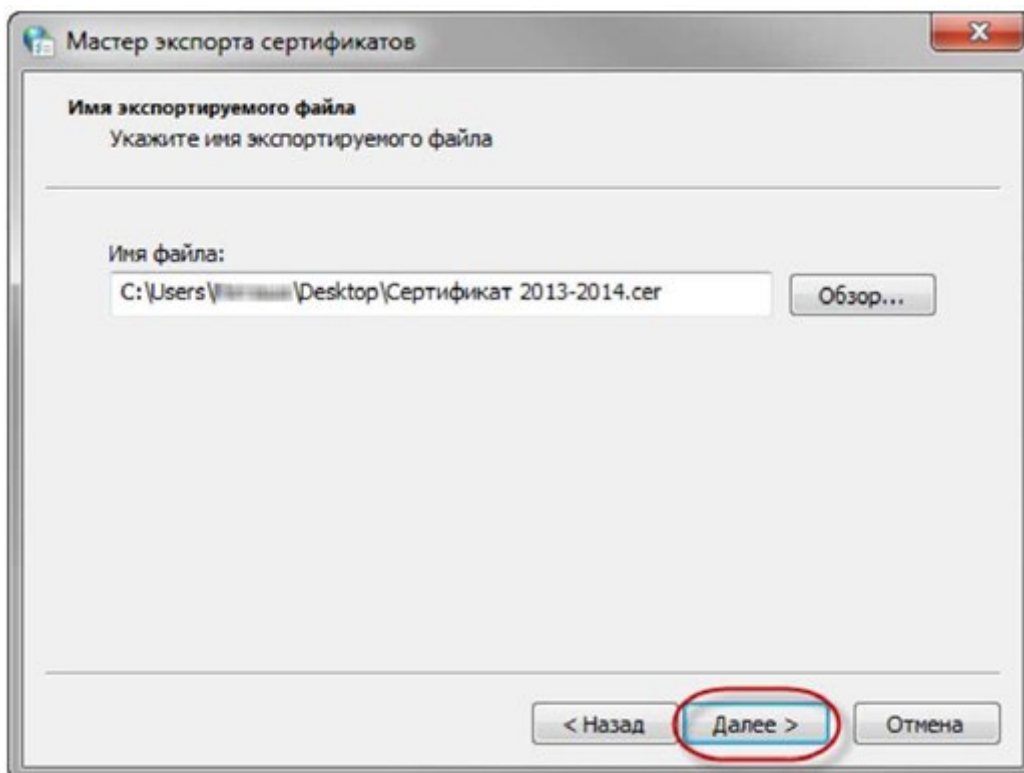 Мастер экспорта сертификатов
Имя экспортируемого файла
Укажите имя экспортируемого файла
Имя файла:
C:\Users\ \Desktop\Сертификат 2013-2014.cer
Обзор...
< Назад
Далее >
Отмена